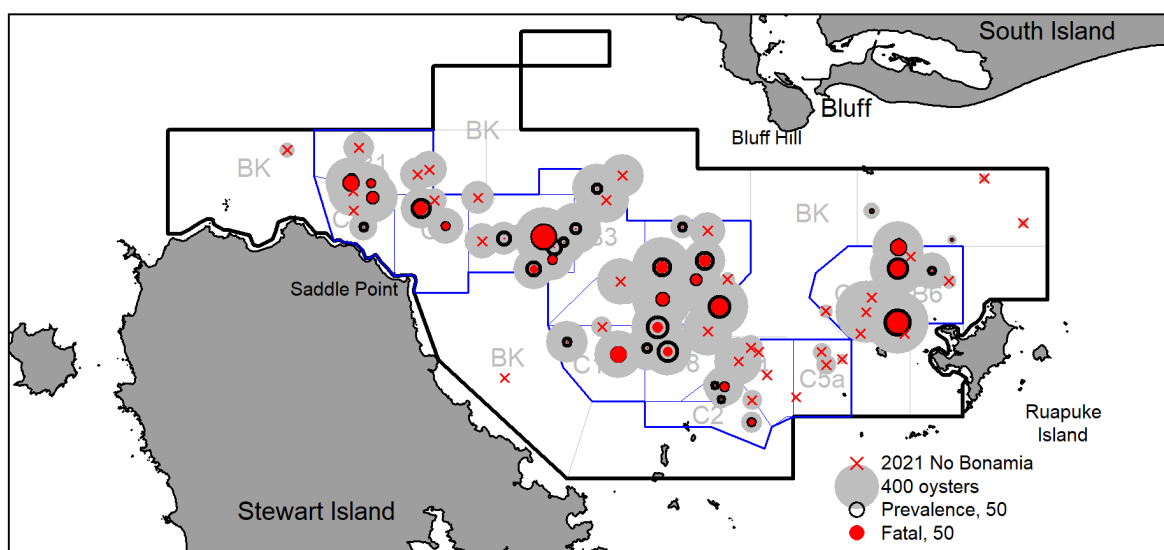 South Island
Bluff
Bluff Hill
BK
BK
BK
BK
Saddle Point
C5a
C2
Ruapuke
Island
Stewart Island
2021 No Bonamia
400 oysters
Prevalence, 50
Fatal, 50